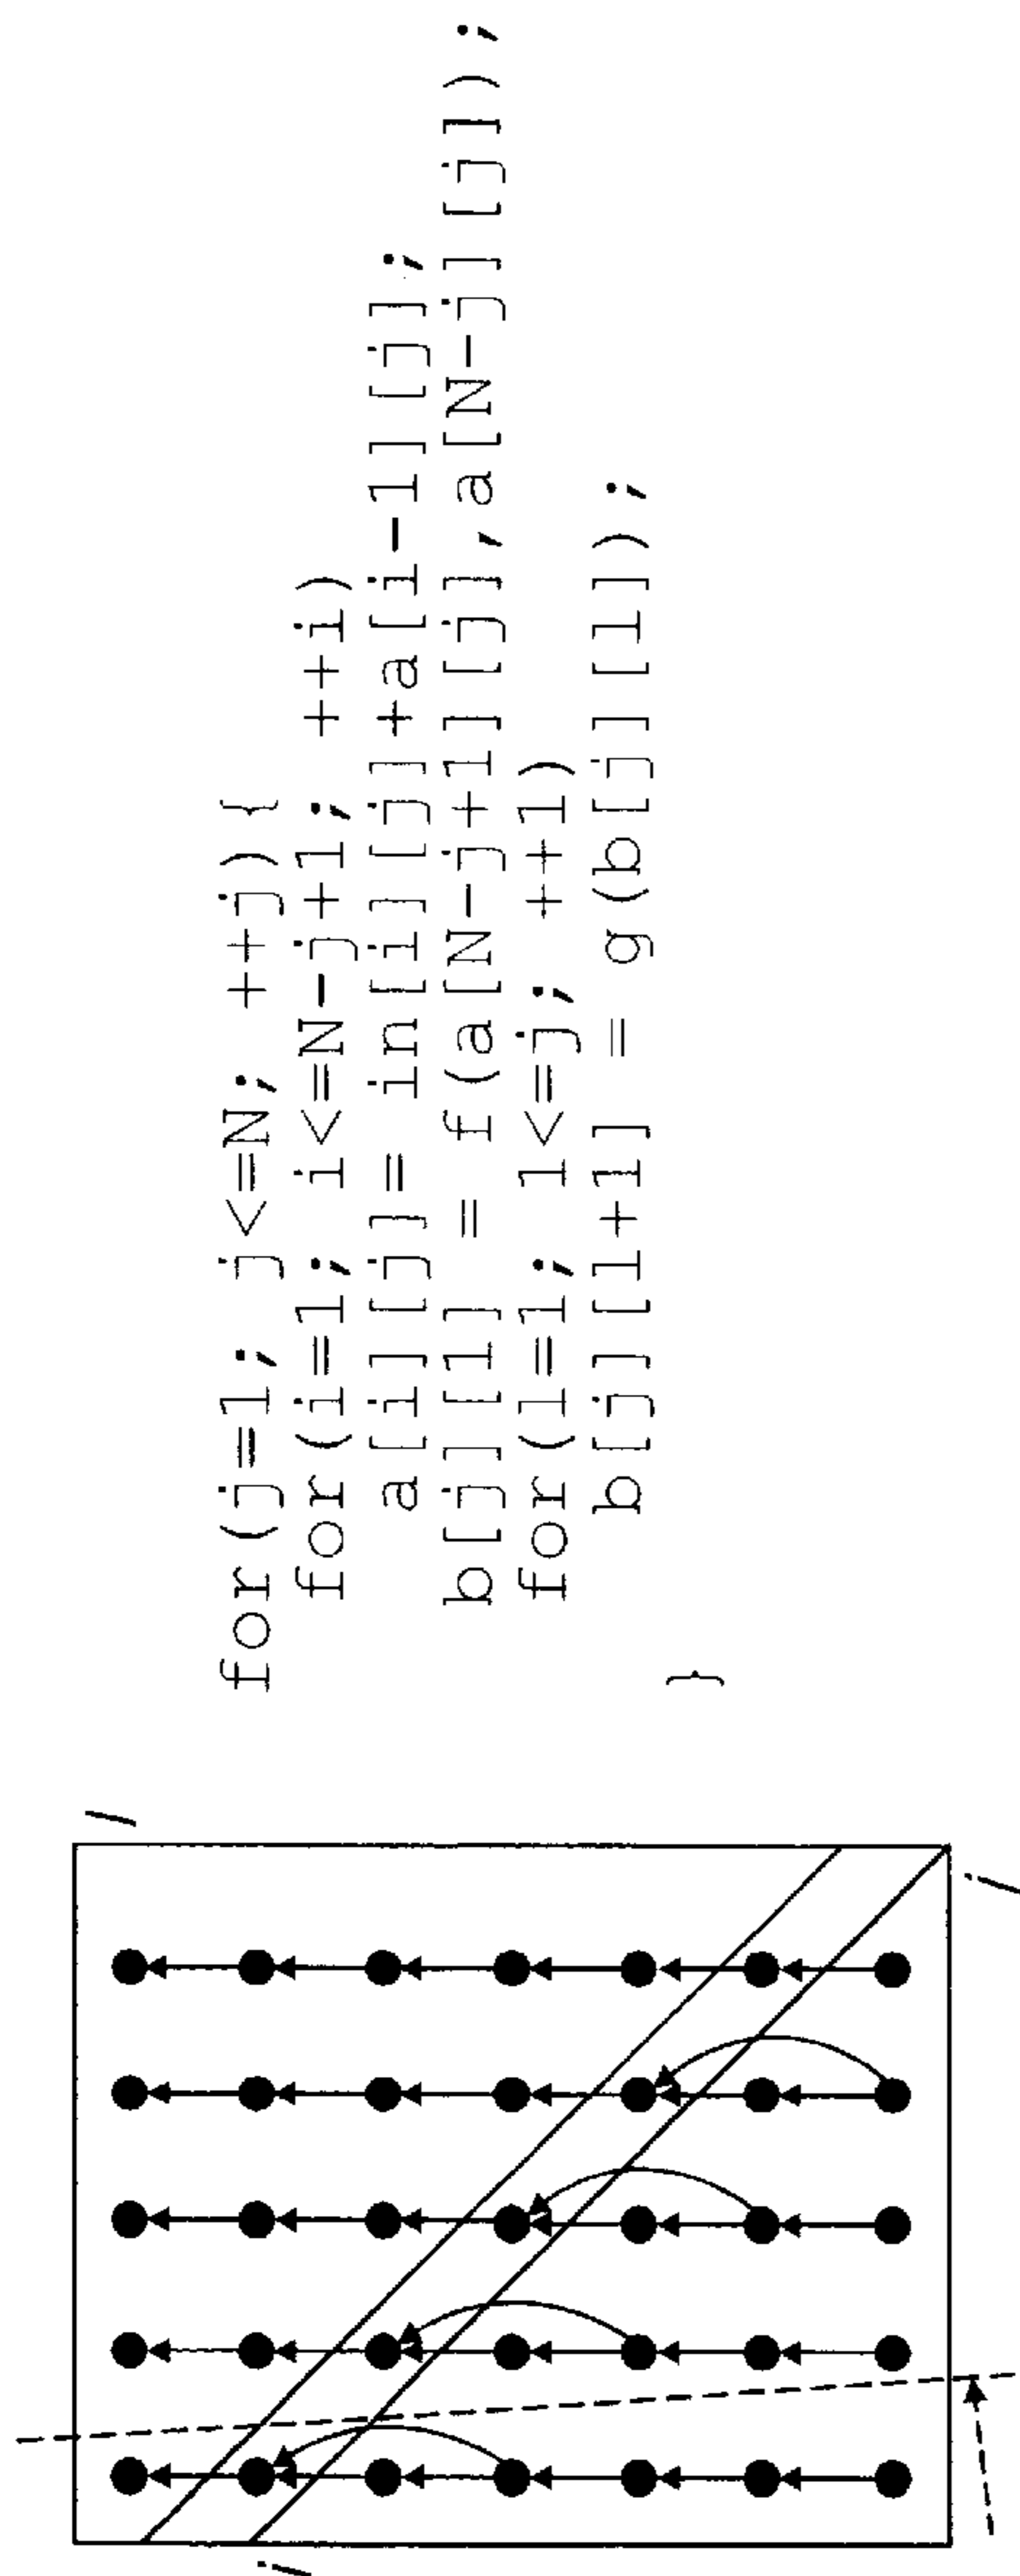 for(j=1; j<=N; ++j){
for(i=1; i<=N-j+1; ++i)
a[i][j]= in[i][j]+a[i-1][j];
b[j][1] = f(a[N-j+1][j],a[N-j][j]);
for(l=1; l<=j; ++l)
b[j][l+1] = g(b[j][l]);
}
l
i
j